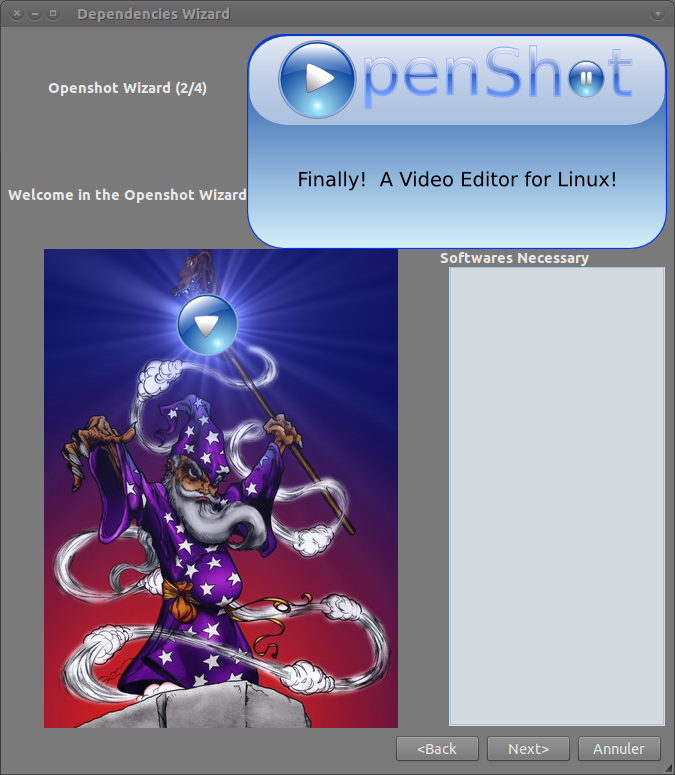 Dependencies Wizard
OpenShot
Openshot Wizard (2/4)
Finally! A Video Editor for Linux!
Welcome in the Openshot Wizard
Softwares Necessary
<Back Next> Annuler